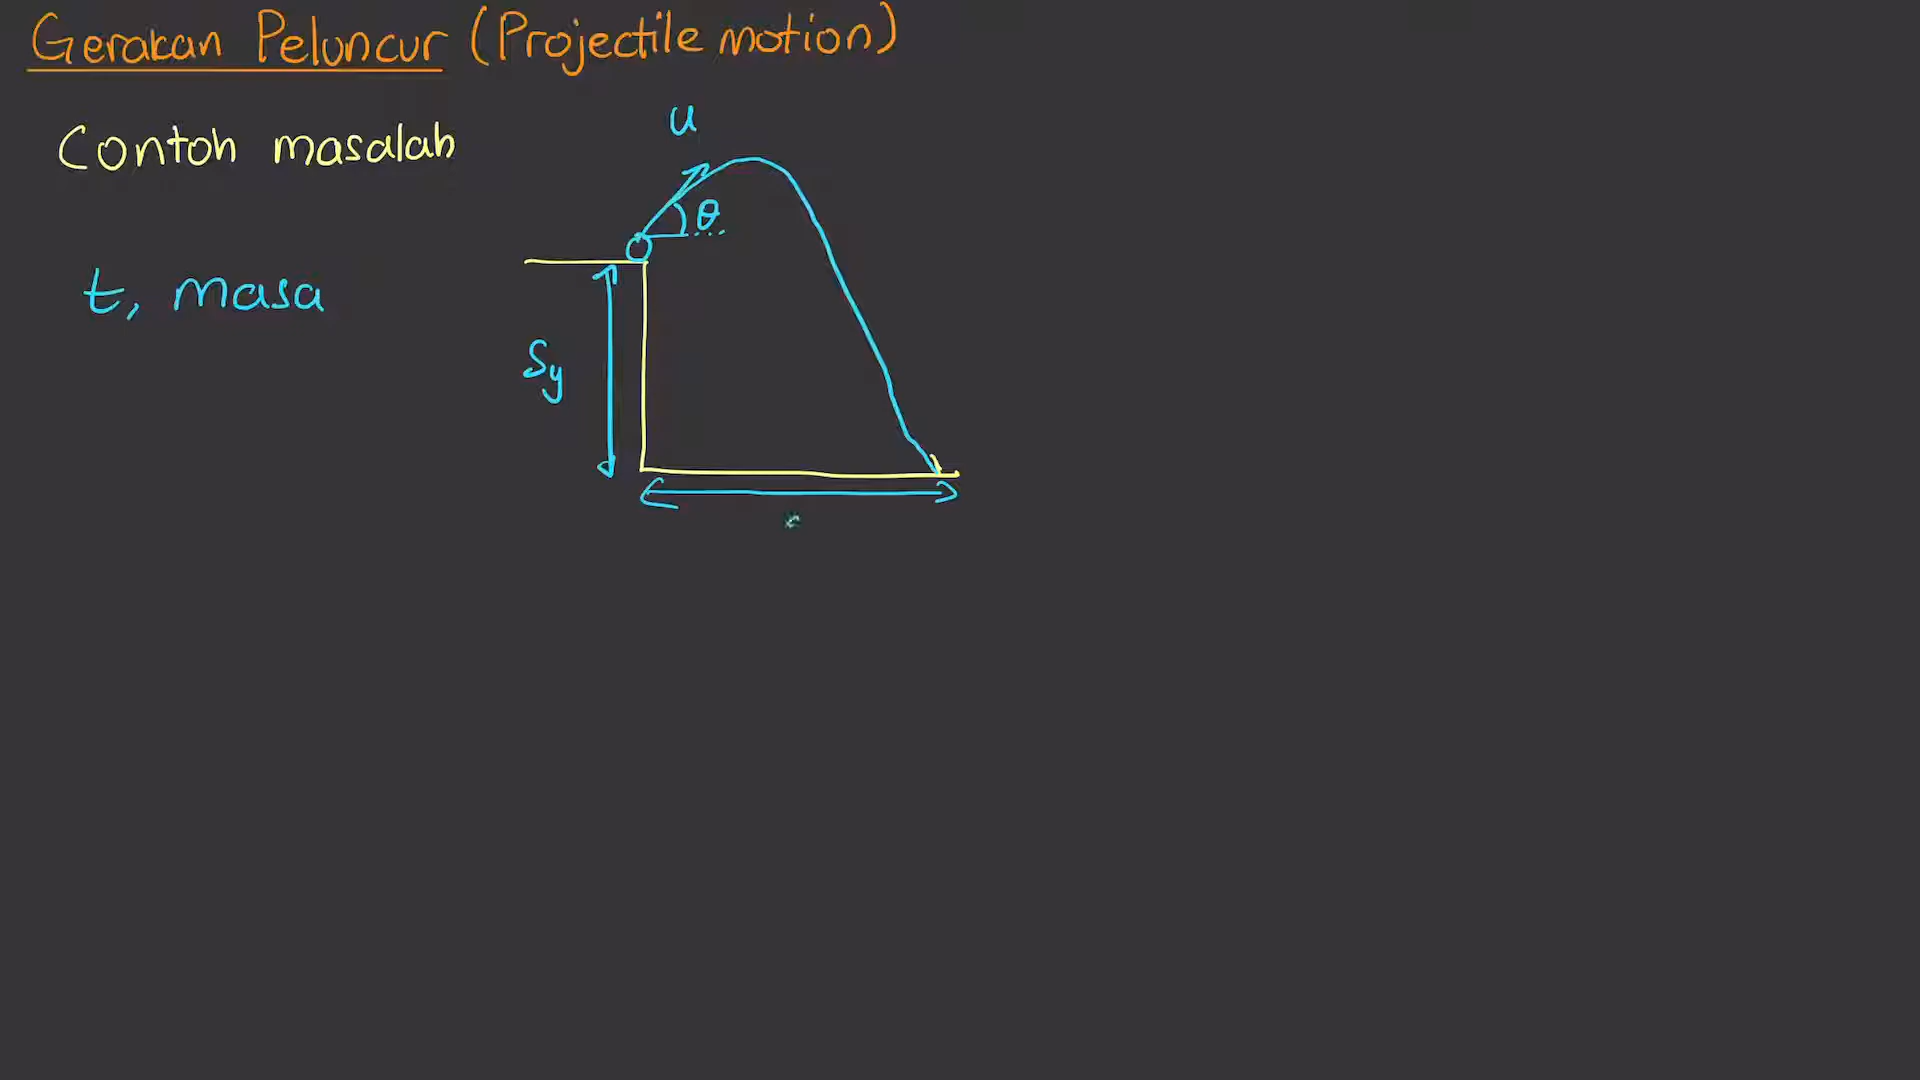 Gerakan Peluncur (Projectile motion)
Contoh masalah
u
θ
t, masa
Sy